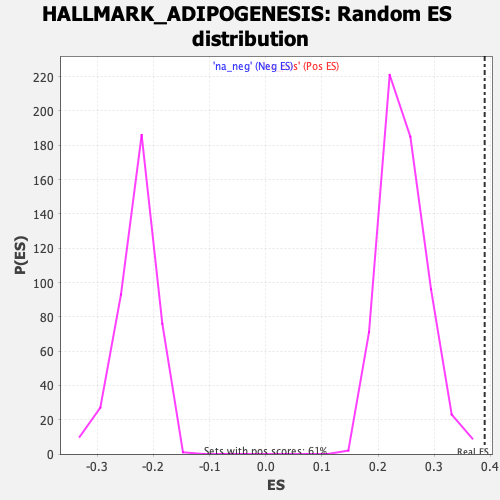 HALLMARK_ADIPOGENESIS: Random ES
distribution
'na_neg' (Neg ES)s' (Pos ES)
220
200
180
160
140
120
100
80
60
40
20
0
P(ES)
Sets with pos scores: 61%
Real ES
-0.3 -0.2 -0.1 0.0 0.1 0.2 0.3 0.4
ES